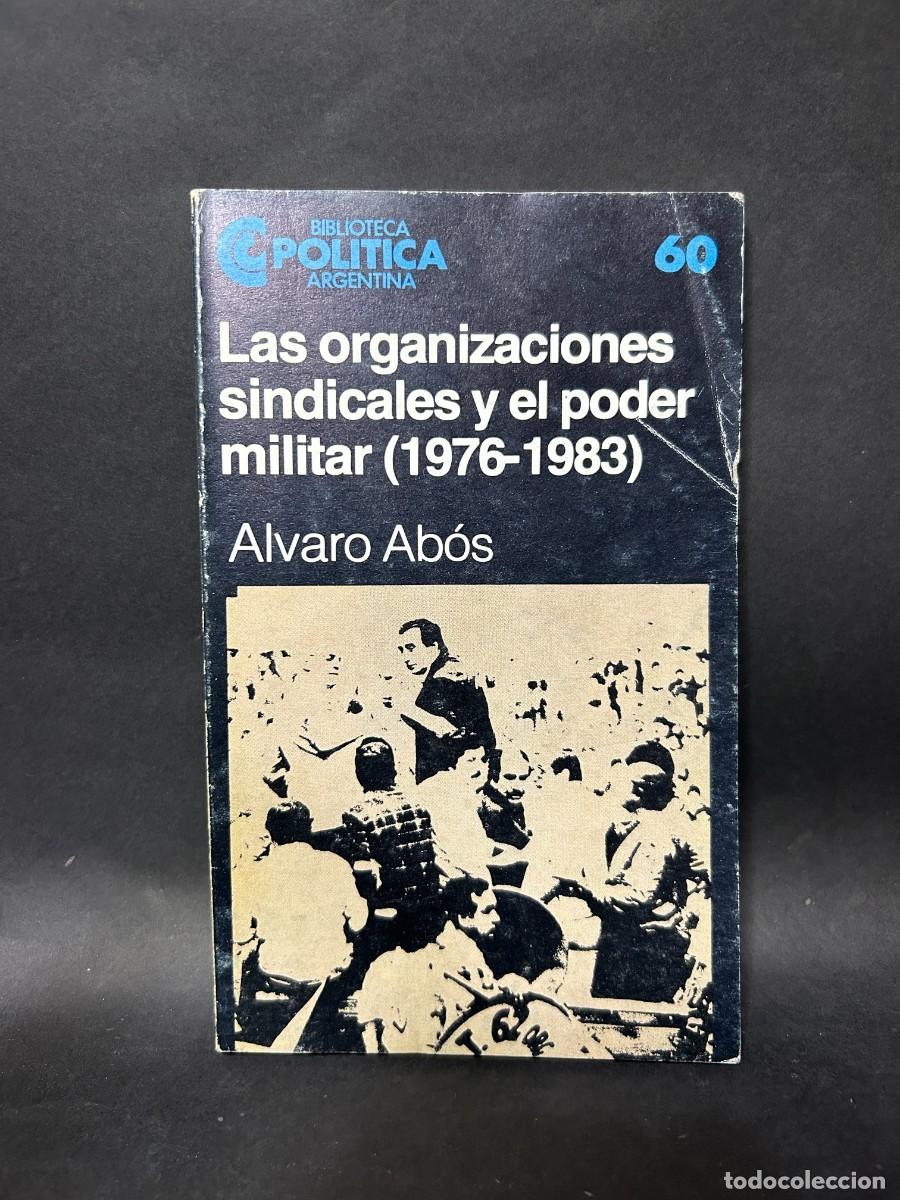 BIBLIOTECA
POLITICA
ARGENTINA
60
Las organizaciones
sindicales y el poder
militar (1976-1983)
Alvaro Abós
todocoleccion